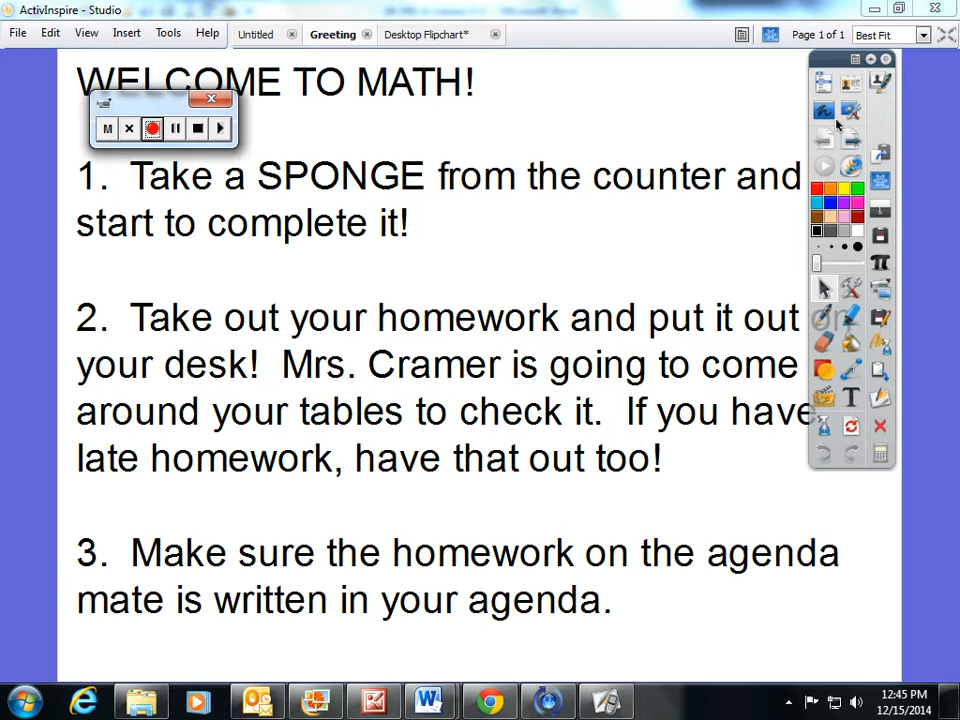 ActivInspire - Studio
File Edit View Insert Tools Help Untitled Greeting Desktop Flipchart* Page 1 of 1 Best Fit
WELCOME TO MATH!
M
1. Take a SPONGE from the counter and
start to complete it!
2. Take out your homework and put it out on
your desk! Mrs. Cramer is going to come
around your tables to check it. If you have
late homework, have that out too!
3. Make sure the homework on the agenda
mate is written in your agenda.
12:45 PM
12/15/2014